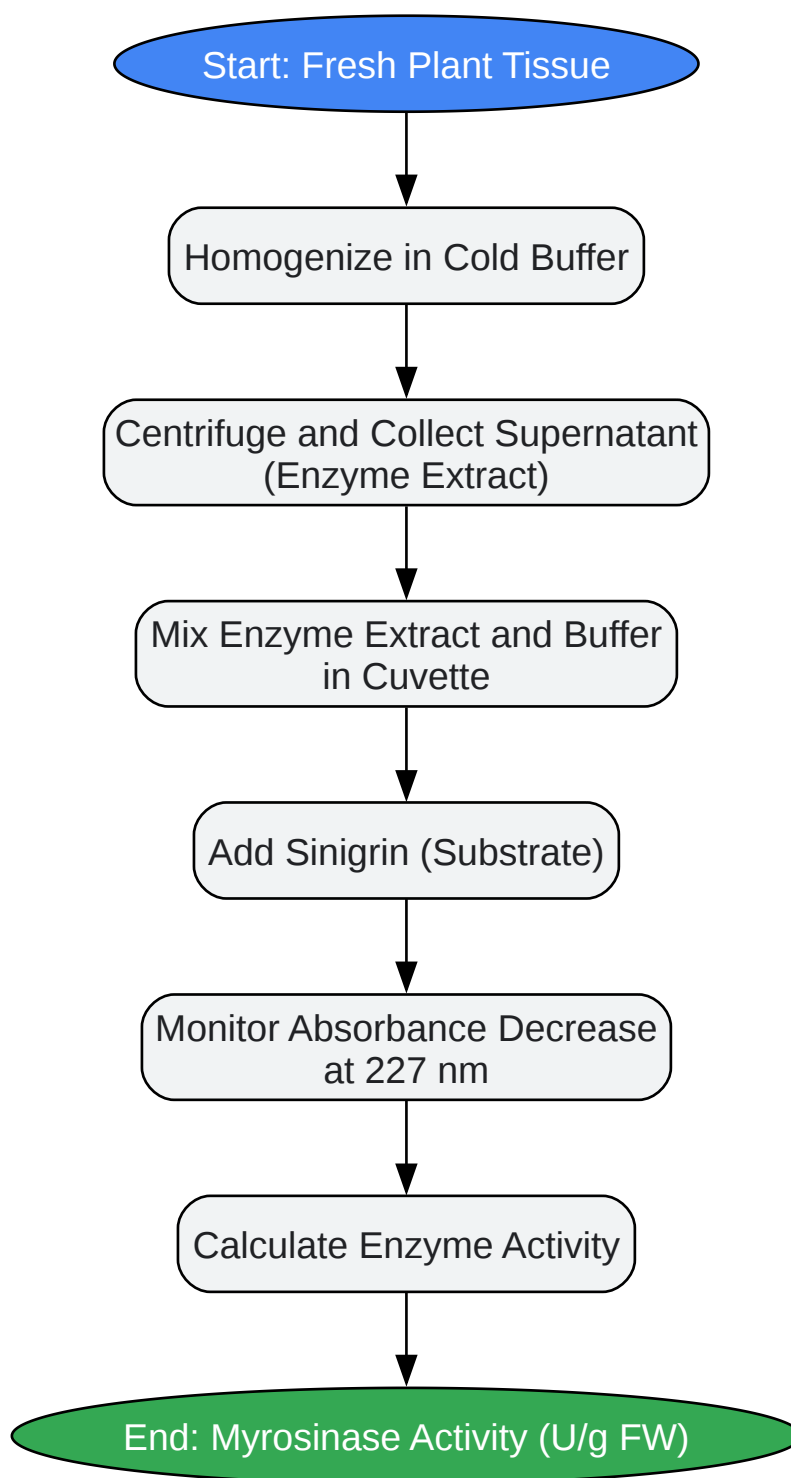 Start: Fresh Plant Tissue
Homogenize in Cold Buffer
Centrifuge and Collect Supernatant
(Enzyme Extract)
Mix Enzyme Extract and Buffer
in Cuvette
Add Sinigrin (Substrate)
Monitor Absorbance Decrease
at 227 nm
Calculate Enzyme Activity
End: Myrosinase Activity (U/g FW)